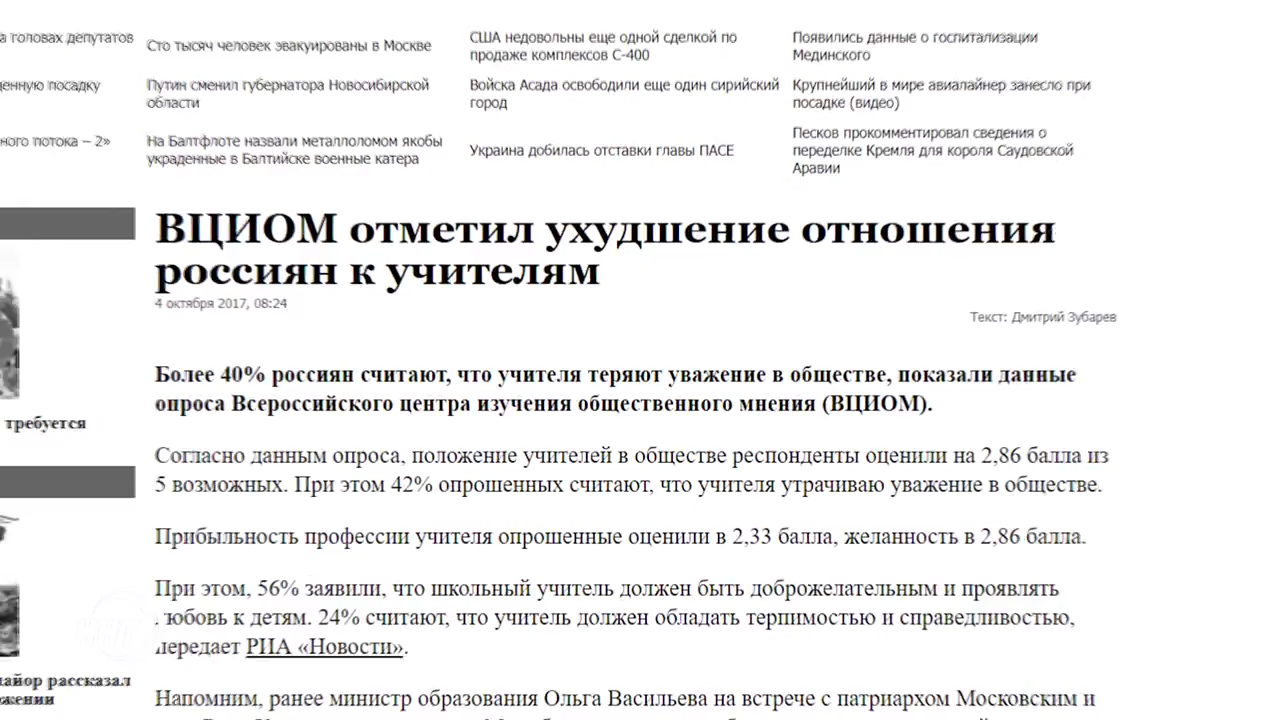 а головах депутатов
Сто тысяч человек эвакуированы в Москве
США недовольны еще одной сделкой по
продаже комплексов С-400
Появились данные о госпитализации
Мединского
посадку
Путин сменил губернатора Новосибирской
области
Войска Асада освободили еще один сирийский
город
Крупнейший в мире авиалайнер занесло при
посадке (видео)
потока – 2»
На Балтфлоте назвали металлоломом якобы
украденные в Балтийске военные катера
Украина добилась отставки главы ПАСЕ
Песков прокомментировал сведения о
переделке Кремля для короля Саудовской
Аравии
ВЦИОМ отметил ухудшение отношения
россиян к учителям
4 октября 2017, 08:24
Текст: Дмитрий Зубарев
Более 40% россиян считают, что учителя теряют уважение в обществе, показали данные
опроса Всероссийского центра изучения общественного мнения (ВЦИОМ).
Согласно данным опроса, положение учителей в обществе респонденты оценили на 2,86 балла из
5 возможных. При этом 42% опрошенных считают, что учителя утрачиваю уважение в обществе.
Прибыльность профессии учителя опрошенные оценили в 2,33 балла, желанность в 2,86 балла.
При этом, 56% заявили, что школьный учитель должен быть доброжелательным и проявлять
любовь к детям. 24% считают, что учитель должен обладать терпимостью и справедливостью,
передает РИА «Новости».
Напомним, ранее министр образования Ольга Васильева на встрече с патриархом Московским и
требуется
рассказал